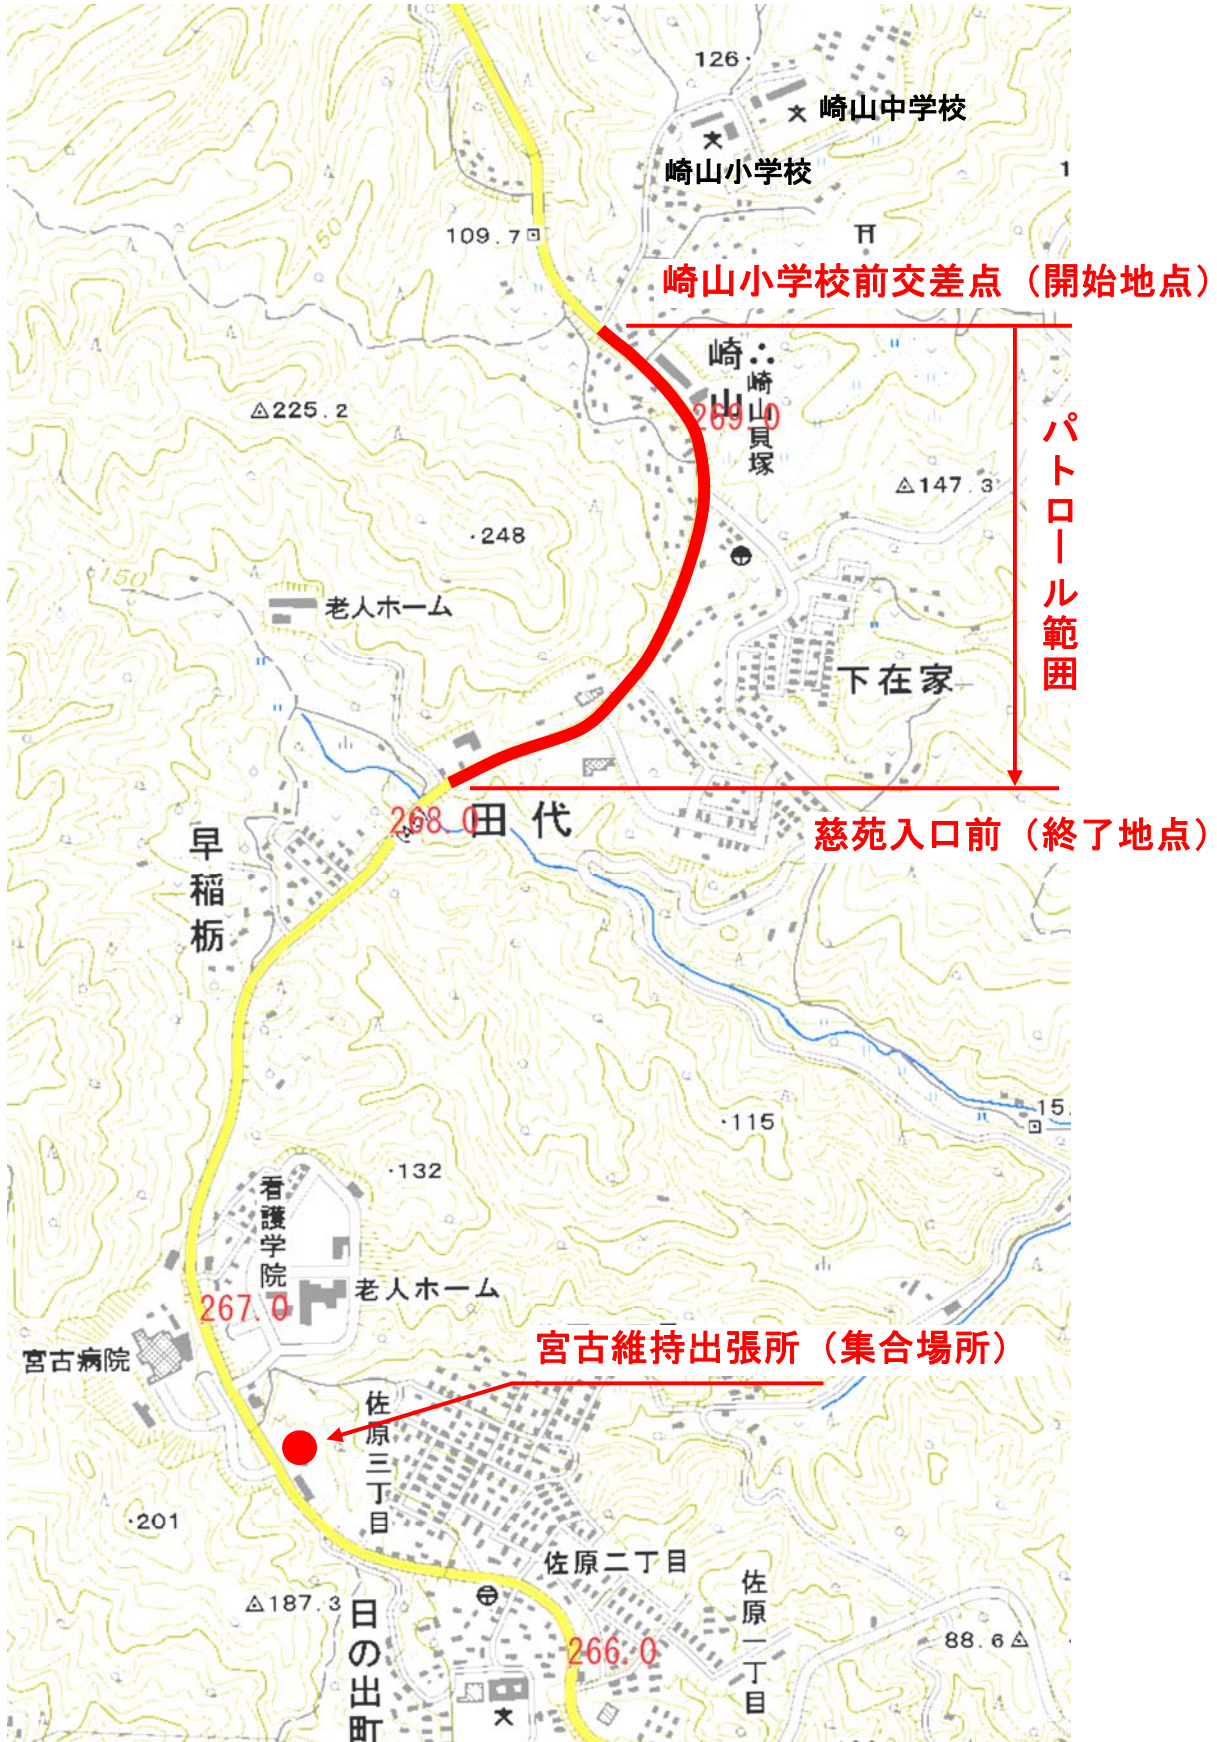 126
崎山中学校
崎山小学校
150
109.7
崎山小学校前交差点（開始地点）
崎山
崎山貝塚
269.0
225.2
147.3
パトロール範囲
248
150
老人ホーム
下在家
268.0
田代
慈苑入口前（終了地点）
早稲栃
115
15.
132
看護学院
老人ホーム
267.0
宮古維持出張所（集合場所）
宮古病院
佐原三丁目
201
佐原二丁目
佐原一丁目
187.3
日の出町
266.0
88.6